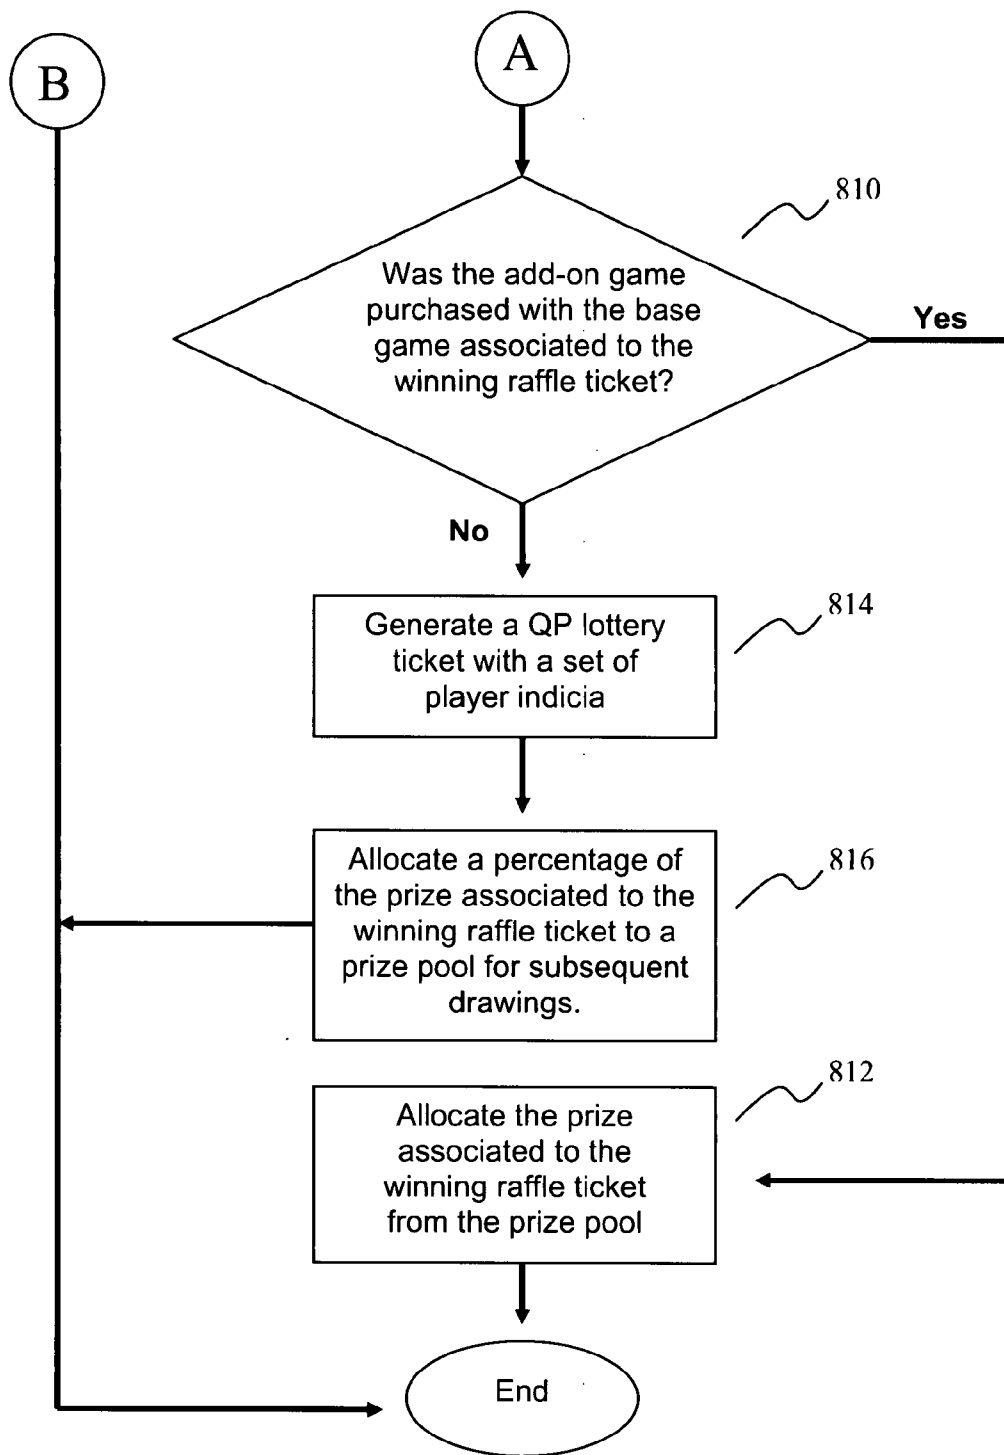 B
A
810
Was the add-on game
purchased with the base
game associated to the
winning raffle ticket?
Yes
No
814
Generate a QP lottery
ticket with a set of
player indicia
816
Allocate a percentage of
the prize associated to the
winning raffle ticket to a
prize pool for subsequent
drawings.
812
Allocate the prize
associated to the
winning raffle ticket
from the prize pool
End